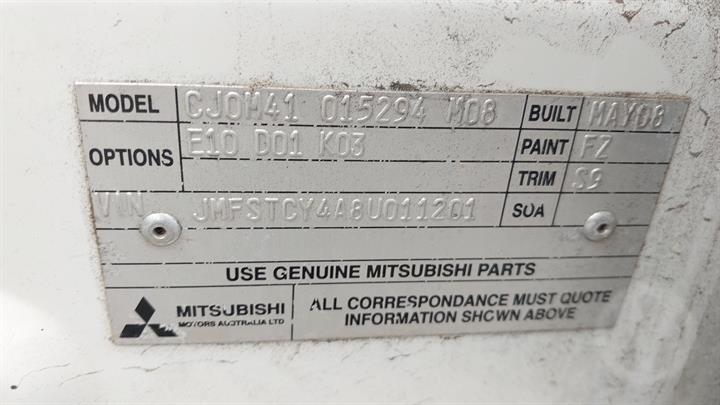 MODEL CJOM41 015294 M08 BUILT MAY08
OPTIONS E10 D01 K03 PAINT FZ
TRIM S9
VIN JMFSTCY4A8U011201 SOA
USE GENUINE MITSUBISHI PARTS
MITSUBISHI
MOTORS AUSTRALIA LTD
ALL CORRESPONDANCE MUST QUOTE
INFORMATION SHOWN ABOVE